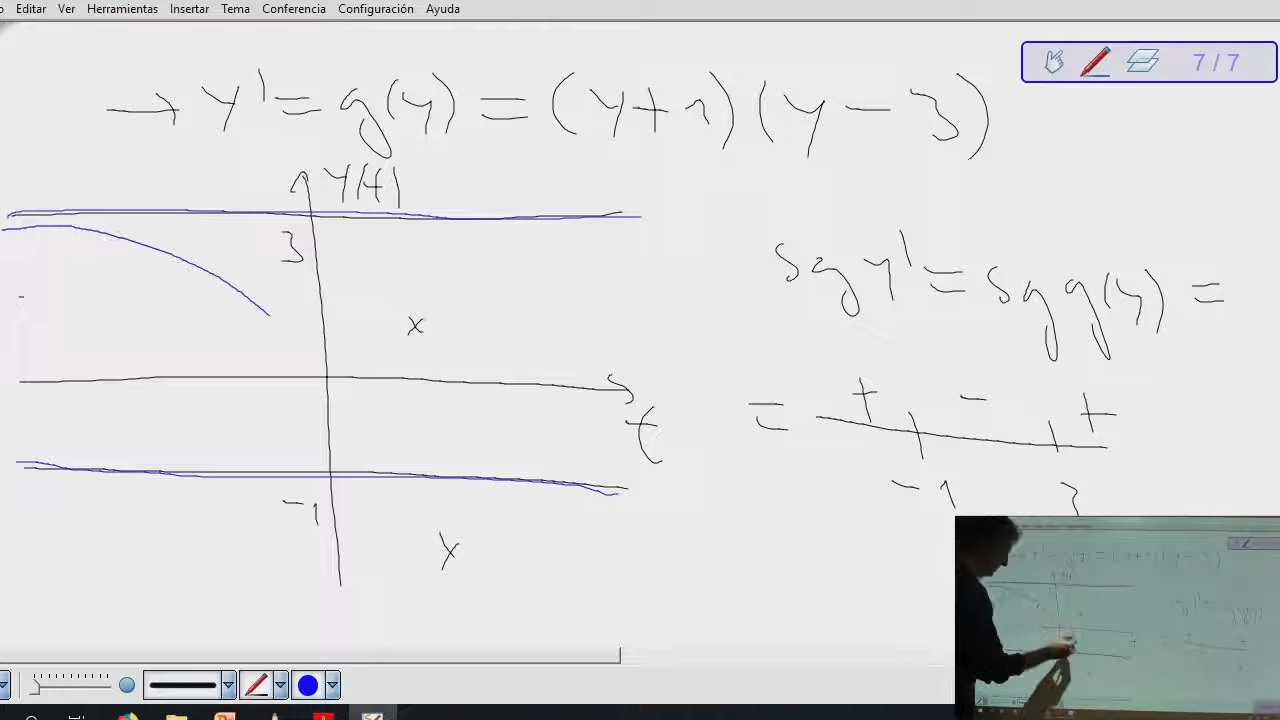 Editar Ver Herramientas Insertar Tema Conferencia Configuración Ayuda
7 / 7
→ y' = g(y) = (y+1)(y-3)
y(t)
3
sg y' = sg g(y) =
x
= + - +
t
-1 3
-1
x